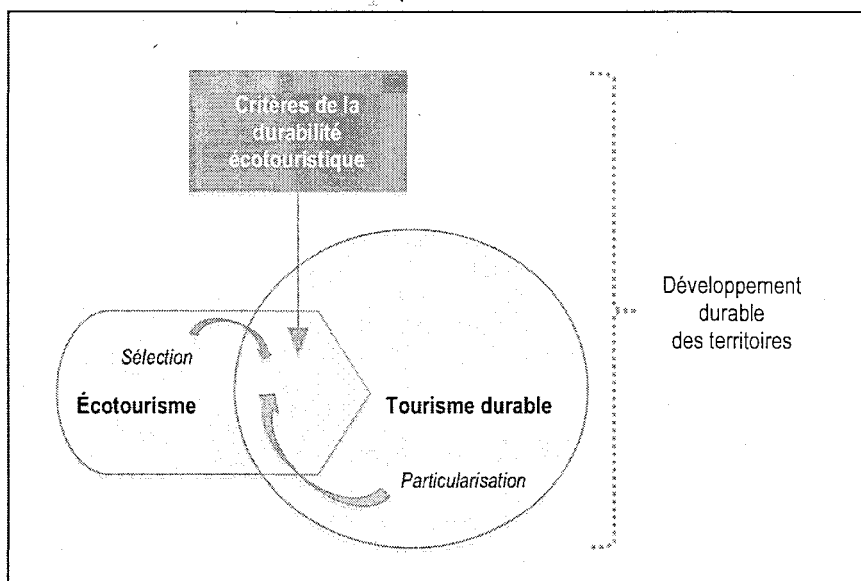 Critères de la
durabilité
écotouristique
Développement
durable
des territoires
Sélection
Écotourisme
Tourisme durable
Particularisation